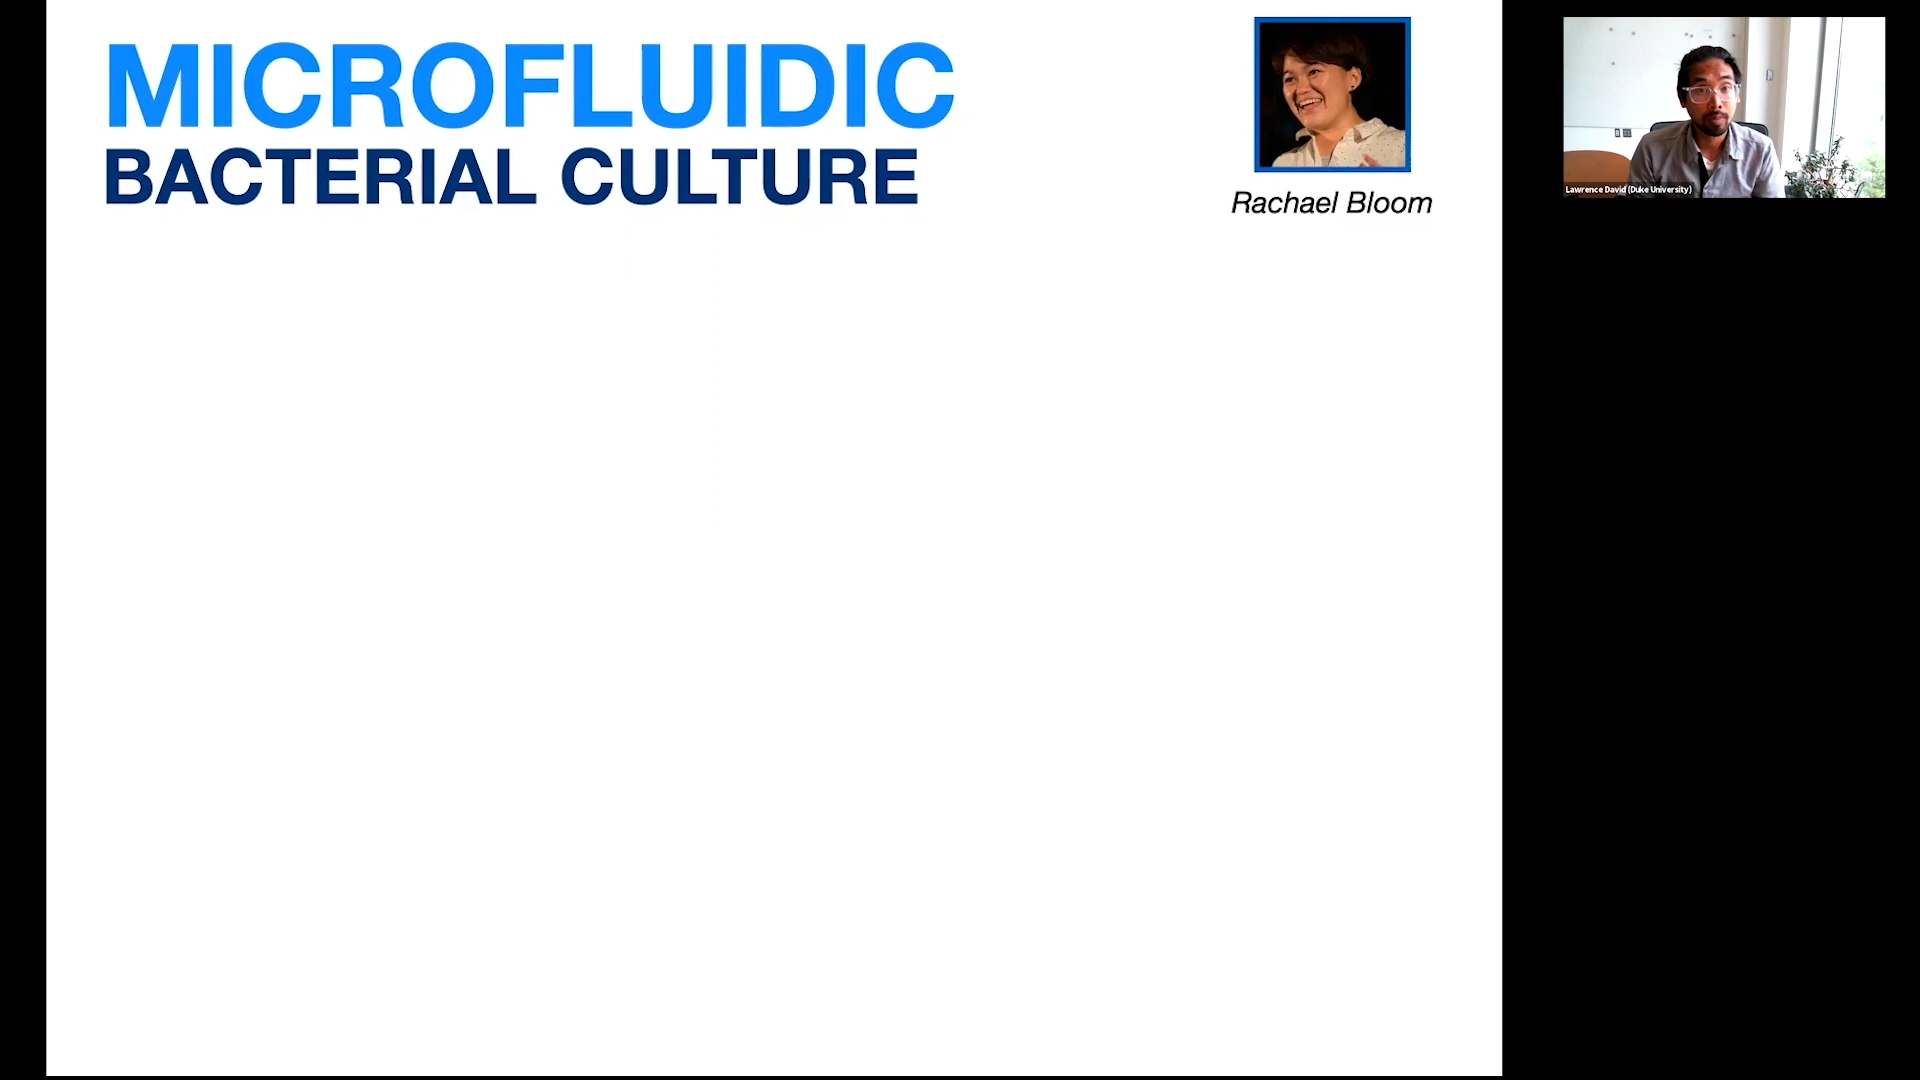 MICROFLUIDIC
BACTERIAL CULTURE
Rachael Bloom
Lawrence David (Duke University)